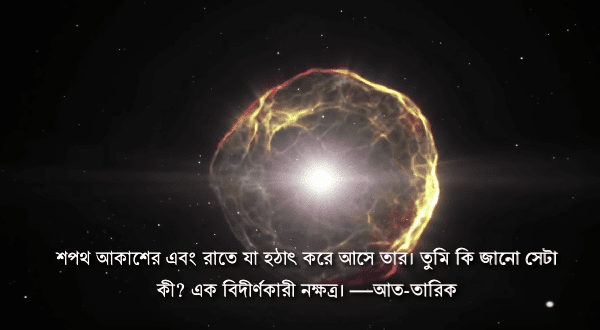 শপথ আকাশের এবং রাতে যা হঠাৎ করে আসে তার। তুমি কি জানো সেটা
কী? এক বিদীর্ণকারী নক্ষত্র। —আত-তারিক